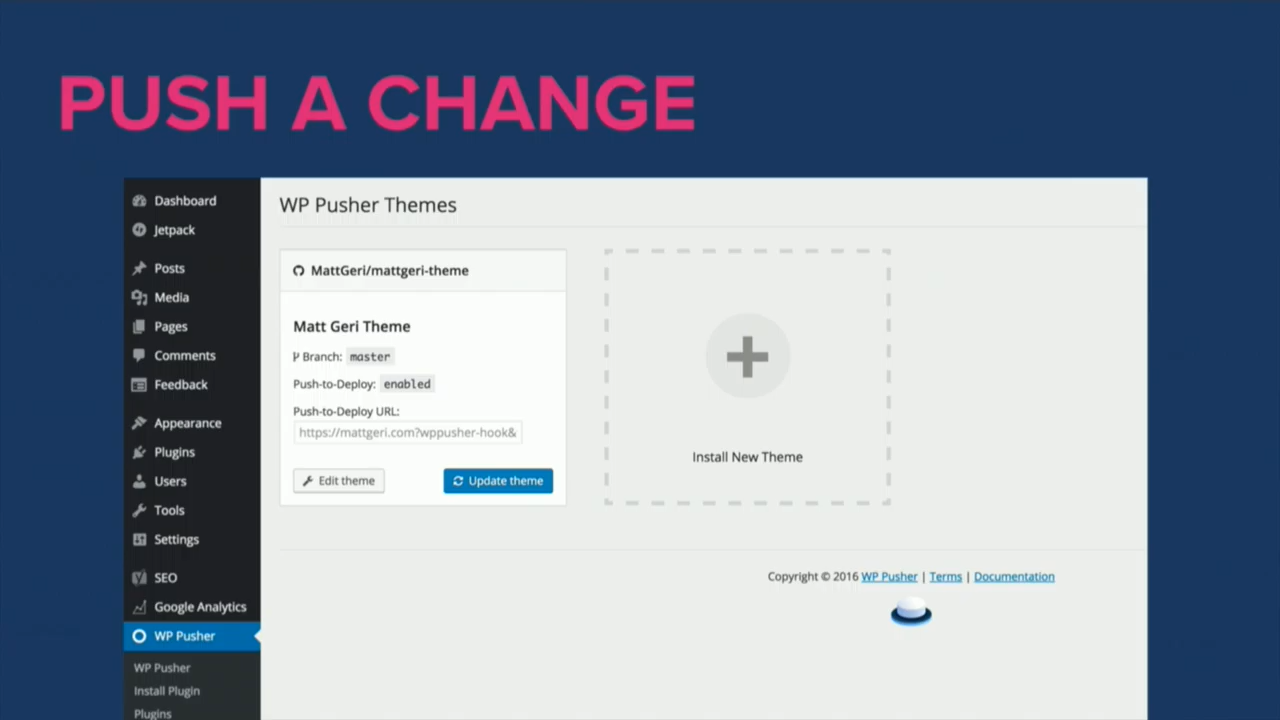 PUSH A CHANGE
Dashboard
Jetpack
Posts
Media
Pages
Comments
Feedback
Appearance
Plugins
Users
Tools
Settings
SEO
Google Analytics
WP Pusher
WP Pusher
Install Plugin
Plugins
WP Pusher Themes
MattGeri/mattgeri-theme
Matt Geri Theme
Branch: master
Push-to-Deploy: enabled
Push-to-Deploy URL:
https://mattgeri.com?wppusher-hook&
Edit theme
Update theme
Install New Theme
Copyright © 2016 WP Pusher | Terms | Documentation